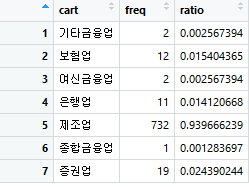 cart freq ratio
1 기타금융업 2 0.002567394
2 보험업 12 0.015404365
3 여신금융업 2 0.002567394
4 은행업 11 0.014120668
5 제조업 732 0.939666239
6 종합금융업 1 0.001283697
7 증권업 19 0.024390244